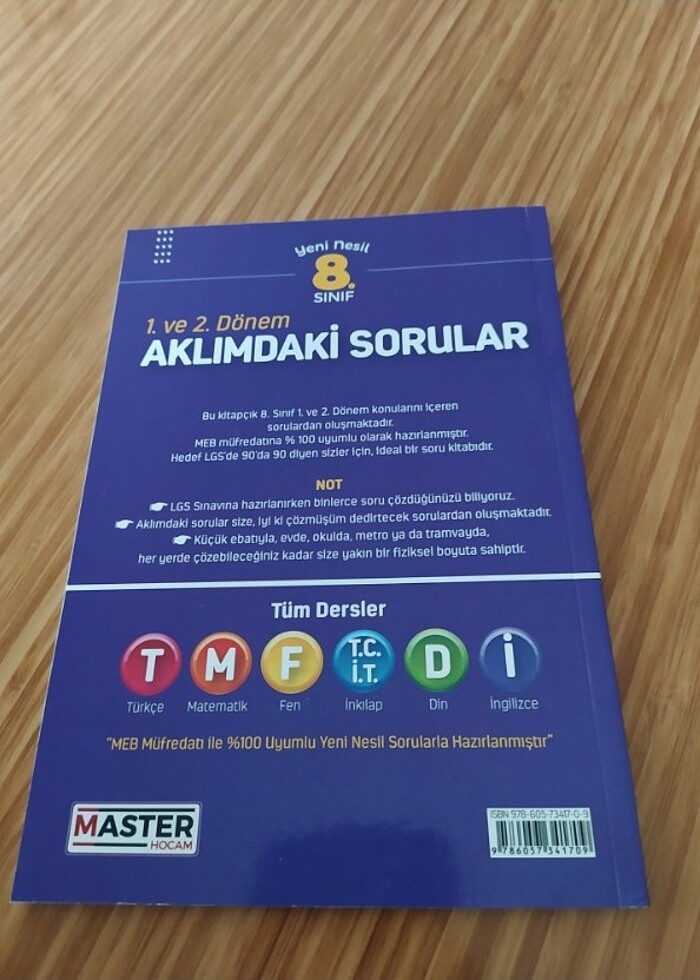 Yeni Nesil
8.
SINIF
1. ve 2. Dönem
AKLIMDAKİ SORULAR
Bu kitapçık 8. Sınıf 1. ve 2. Dönem konularını içeren
sorulardan oluşmaktadır.
MEB müfredatına % 100 uyumlu olarak hazırlanmıştır.
Hedef LGS'de 90'da 90 diyen sizler için, ideal bir soru kitabıdır.
NOT
LGS Sınavına hazırlanırken binlerce soru çözdüğünüzü biliyoruz.
Aklımdaki sorular size, iyi ki çözmüşüm dedirtecek sorulardan oluşmaktadır.
Küçük ebatıyla, evde, okulda, metro ya da tramvayda,
her yerde çözebileceğiniz kadar size yakın bir fiziksel boyuta sahiptir.
Tüm Dersler
T M F T.C. İ.T. D İ
Türkçe Matematik Fen İnkılap Din İngilizce
"MEB Müfredatı ile %100 Uyumlu Yeni Nesil Sorularla Hazırlanmıştır"
MASTER
HOCAM
ISBN 978-605-73417-0-9
9 786057 341709